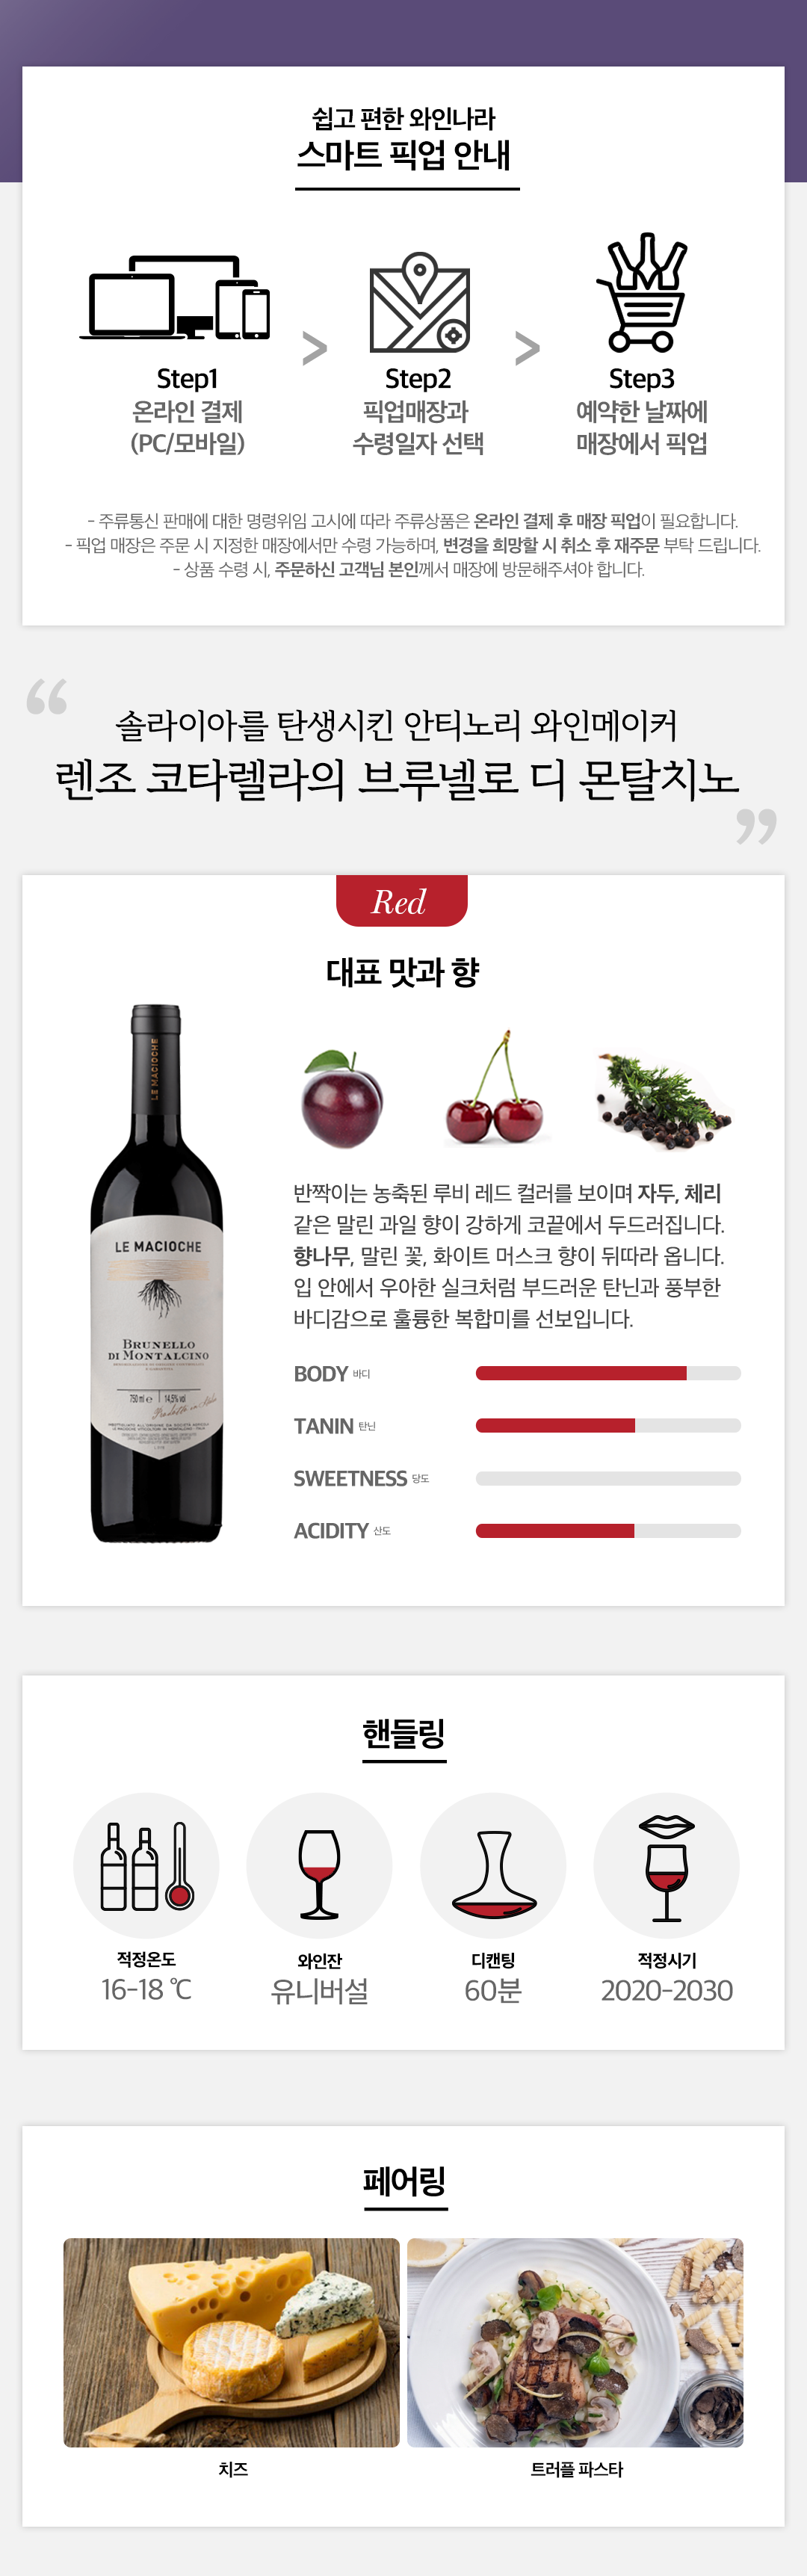 쉽고 편한 와인나라
스마트 픽업 안내
Step1
온라인 결제
(PC/모바일)
>
Step2
픽업매장과
수령일자 선택
>
Step3
예약한 날짜에
매장에서 픽업
- 주류통신 판매에 대한 명령위임 고시에 따라 주류상품은 온라인 결제 후 매장 픽업이 필요합니다.
- 픽업 매장은 주문 시 지정한 매장에서만 수령 가능하며, 변경을 희망할 시 취소 후 재주문 부탁 드립니다.
- 상품 수령 시, 주문하신 고객님 본인께서 매장에 방문해주셔야 합니다.
“
솔라이아를 탄생시킨 안티노리 와인메이커
렌조 코타렐라의 브루넬로 디 몬탈치노
”
Red
대표 맛과 향
LE MACIOCHE
LE MACIOCHE
BRUNELLO
DI MONTALCINO
750 ml e 14,5% vol
반짝이는 농축된 루비 레드 컬러를 보이며 자두, 체리
같은 말린 과일 향이 강하게 코끝에서 두드러집니다.
향나무, 말린 꽃, 화이트 머스크 향이 뒤따라 옵니다.
입 안에서 우아한 실크처럼 부드러운 탄닌과 풍부한
바디감으로 훌륭한 복합미를 선보입니다.
BODY 바디
TANIN 탄닌
SWEETNESS 당도
ACIDITY 산도
핸들링
적정온도
16-18 ℃
와인잔
유니버설
디캔팅
60분
적정시기
2020-2030
페어링
치즈
트러플 파스타